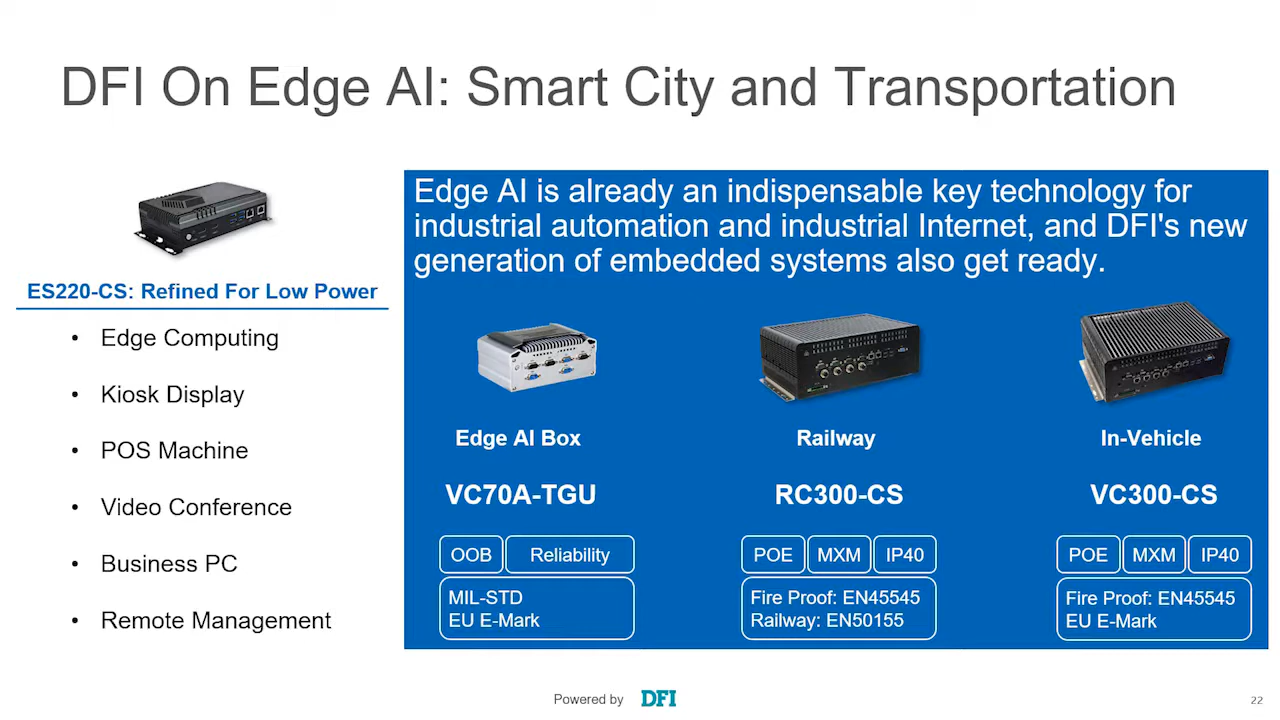 DFI On Edge AI: Smart City and Transportation
ES220-CS: Refined For Low Power
• Edge Computing
• Kiosk Display
• POS Machine
• Video Conference
• Business PC
• Remote Management
Edge AI is already an indispensable key technology for
industrial automation and industrial Internet, and DFI's new
generation of embedded systems also get ready.
Edge AI Box
VC70A-TGU
OOB Reliability
MIL-STD
EU E-Mark
Railway
RC300-CS
POE MXM IP40
Fire Proof: EN45545
Railway: EN50155
In-Vehicle
VC300-CS
POE MXM IP40
Fire Proof: EN45545
EU E-Mark
Powered by DFI
22